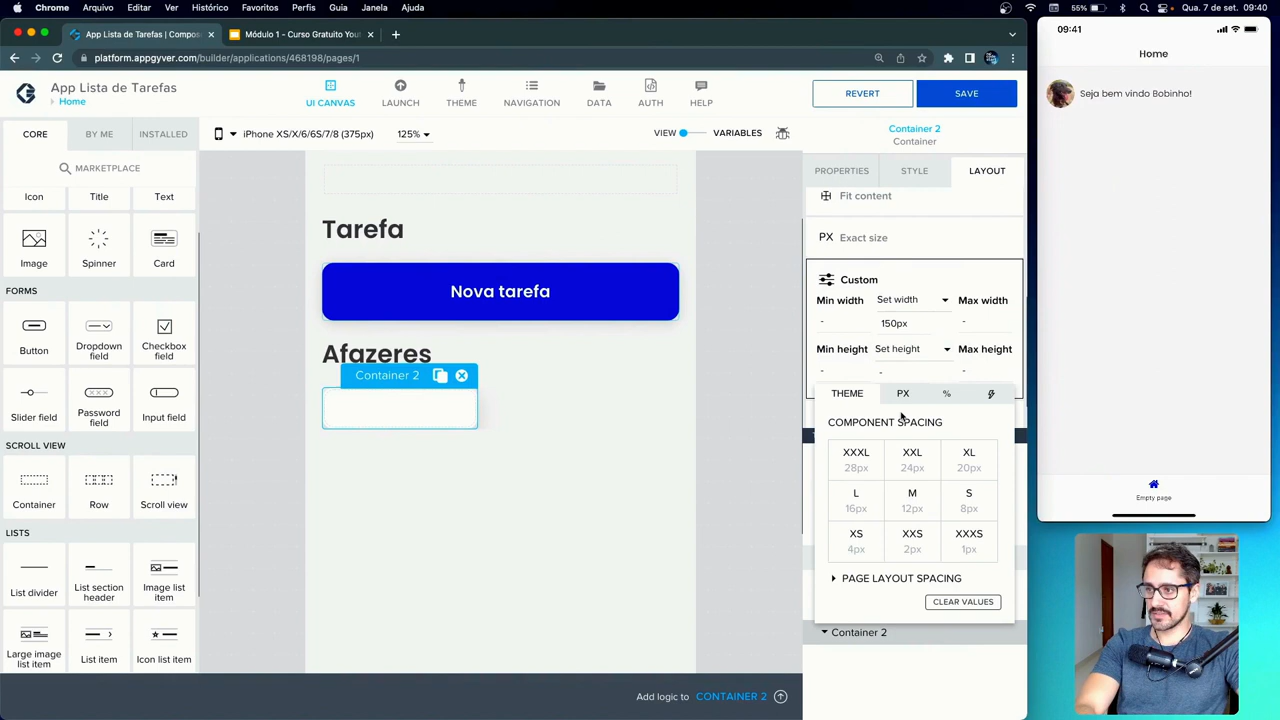 Chrome Arquivo Editar Ver Histórico Favoritos Perfis Guia Janela Ajuda
55% Qua. 7 de set. 09:40
App Lista de Tarefas | Compos
Módulo 1 - Curso Gratuito Yout
platform.appgyver.com/builder/applications/468198/pages/1
App Lista de Tarefas
Home
UI CANVAS
LAUNCH
THEME
NAVIGATION
DATA
AUTH
HELP
REVERT
SAVE
CORE
BY ME
INSTALLED
iPhone XS/X/6/6S/7/8 (375px)
125%
VIEW
VARIABLES
Container 2
Container
MARKETPLACE
PROPERTIES
STYLE
LAYOUT
Icon
Title
Text
Image
Spinner
Card
FORMS
Button
Dropdown field
Checkbox field
Slider field
Password field
Input field
SCROLL VIEW
Container
Row
Scroll view
LISTS
List divider
List section header
Image list item
Large image list item
List item
Icon list item
Tarefa
Nova tarefa
Afazeres
Container 2
Add logic to CONTAINER 2
Fit content
PX Exact size
Custom
Min width
Set width
Max width
-
150px
-
Min height
Set height
Max height
-
-
-
THEME
PX
%
COMPONENT SPACING
XXXL
28px
XXL
24px
XL
20px
L
16px
M
12px
S
8px
XS
4px
XXS
2px
XXXS
1px
PAGE LAYOUT SPACING
CLEAR VALUES
Container 2
09:41
Home
Seja bem vindo Bobinho!
Empty page